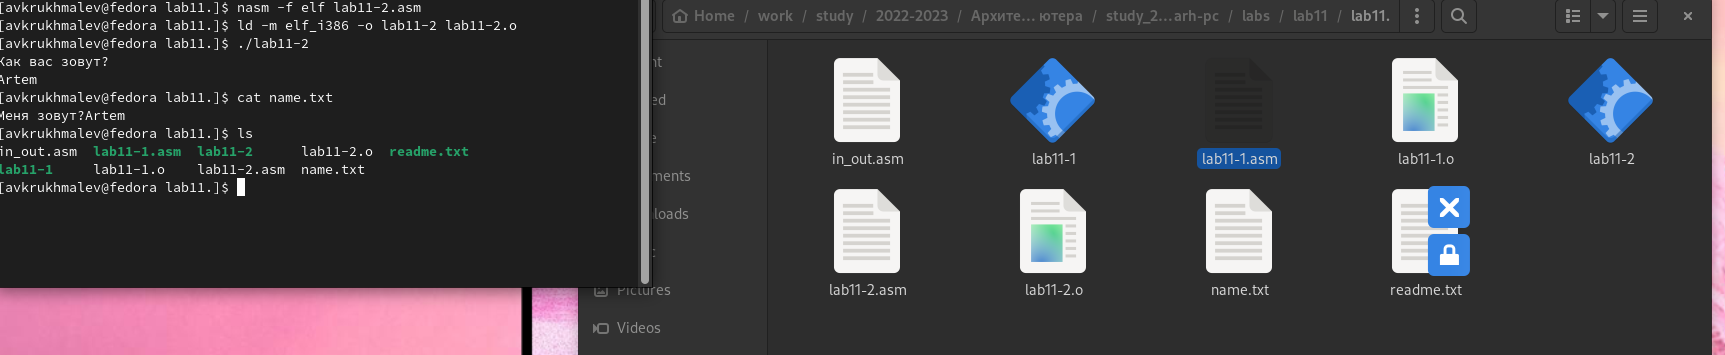 [avkrukhmalev@fedora lab11.]$ nasm -f elf lab11-2.asm
[avkrukhmalev@fedora lab11.]$ ld -m elf_i386 -o lab11-2 lab11-2.o
[avkrukhmalev@fedora lab11.]$ ./lab11-2
Как вас зовут?
Artem
[avkrukhmalev@fedora lab11.]$ cat name.txt
Меня зовут?Artem
[avkrukhmalev@fedora lab11.]$ ls
in_out.asm lab11-1.asm lab11-2 lab11-2.o readme.txt
lab11-1 lab11-1.o lab11-2.asm name.txt
[avkrukhmalev@fedora lab11.]$
Home / work / study / 2022-2023 / Архите… ютера / study_2…arh-pc / labs / lab11 / lab11.
nt
ed
e
ments
loads
c
Pictures
Videos
in_out.asm lab11-1 lab11-1.asm lab11-1.o lab11-2
lab11-2.asm lab11-2.o name.txt readme.txt